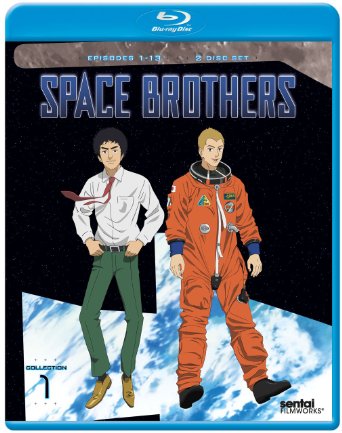 Blu-ray Disc
EPISODES 1-13 2 DISC SET
SPACE BROTHERS
COLLECTION
1
sentai
FILMWORKS